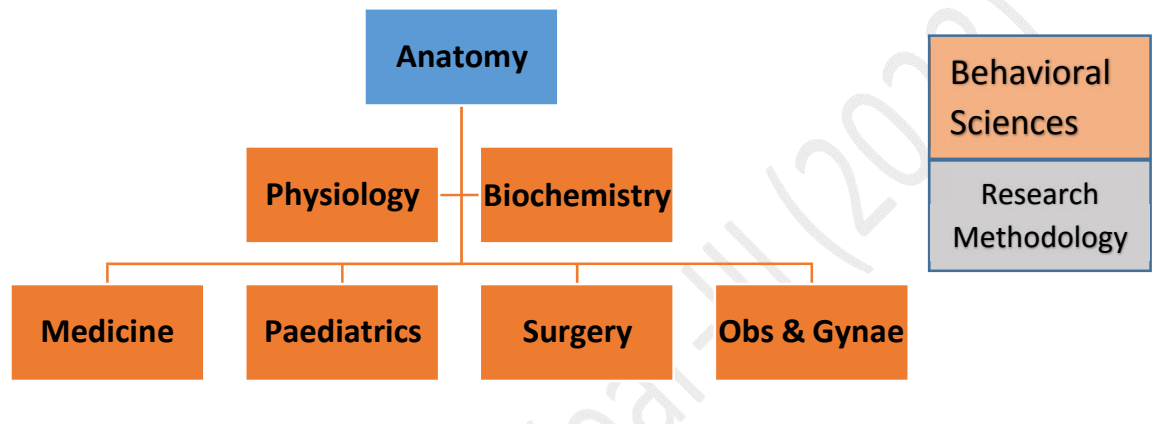 Anatomy
Behavioral
Sciences
Physiology
Biochemistry
Research
Methodology
Medicine
Paediatrics
Surgery
Obs & Gynae